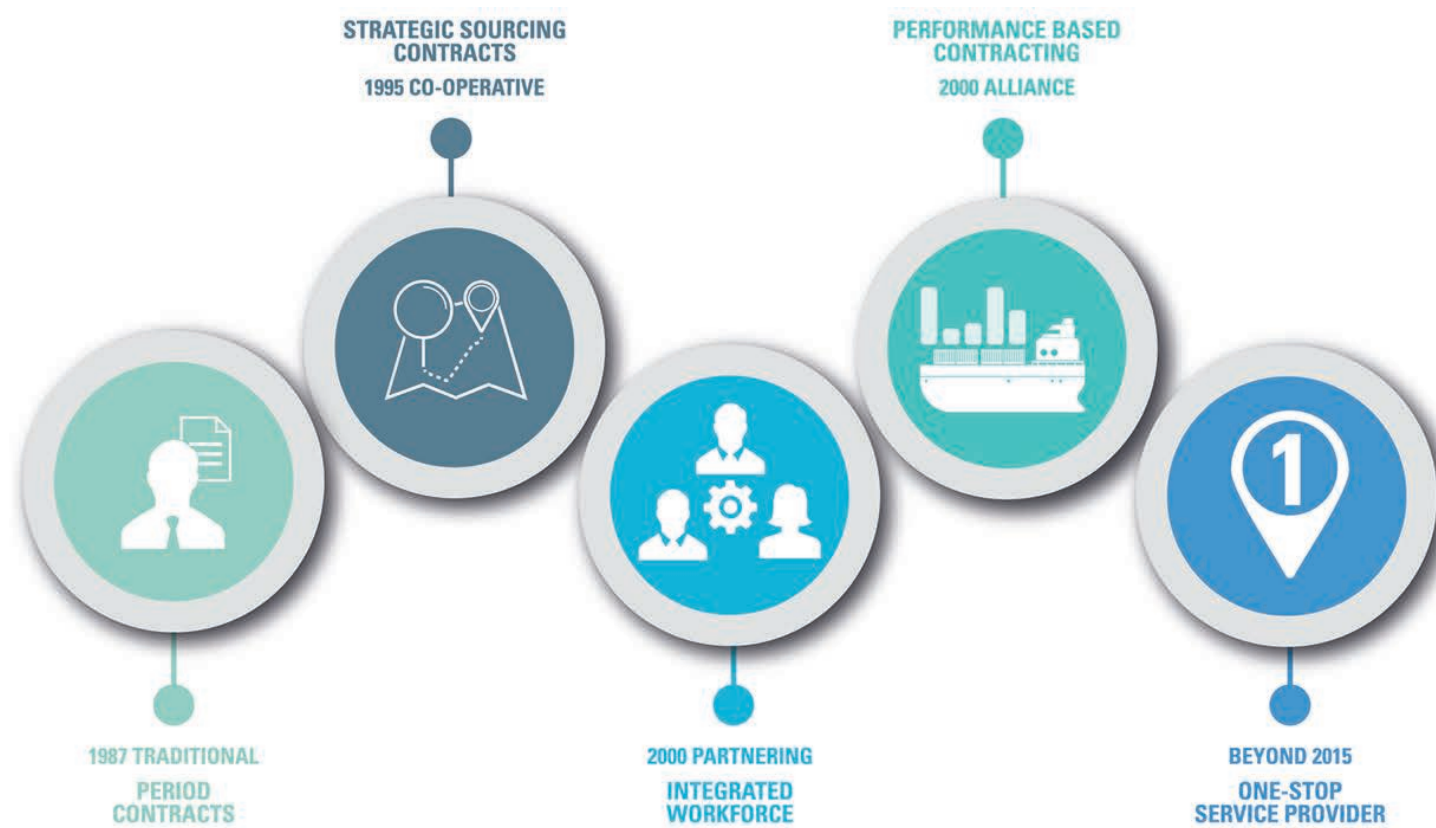 STRATEGIC SOURCING
CONTRACTS
1995 CO-OPERATIVE
PERFORMANCE BASED
CONTRACTING
2000 ALLIANCE
1
1987 TRADITIONAL
PERIOD
CONTRACTS
2000 PARTNERING
INTEGRATED
WORKFORCE
BEYOND 2015
ONE-STOP
SERVICE PROVIDER